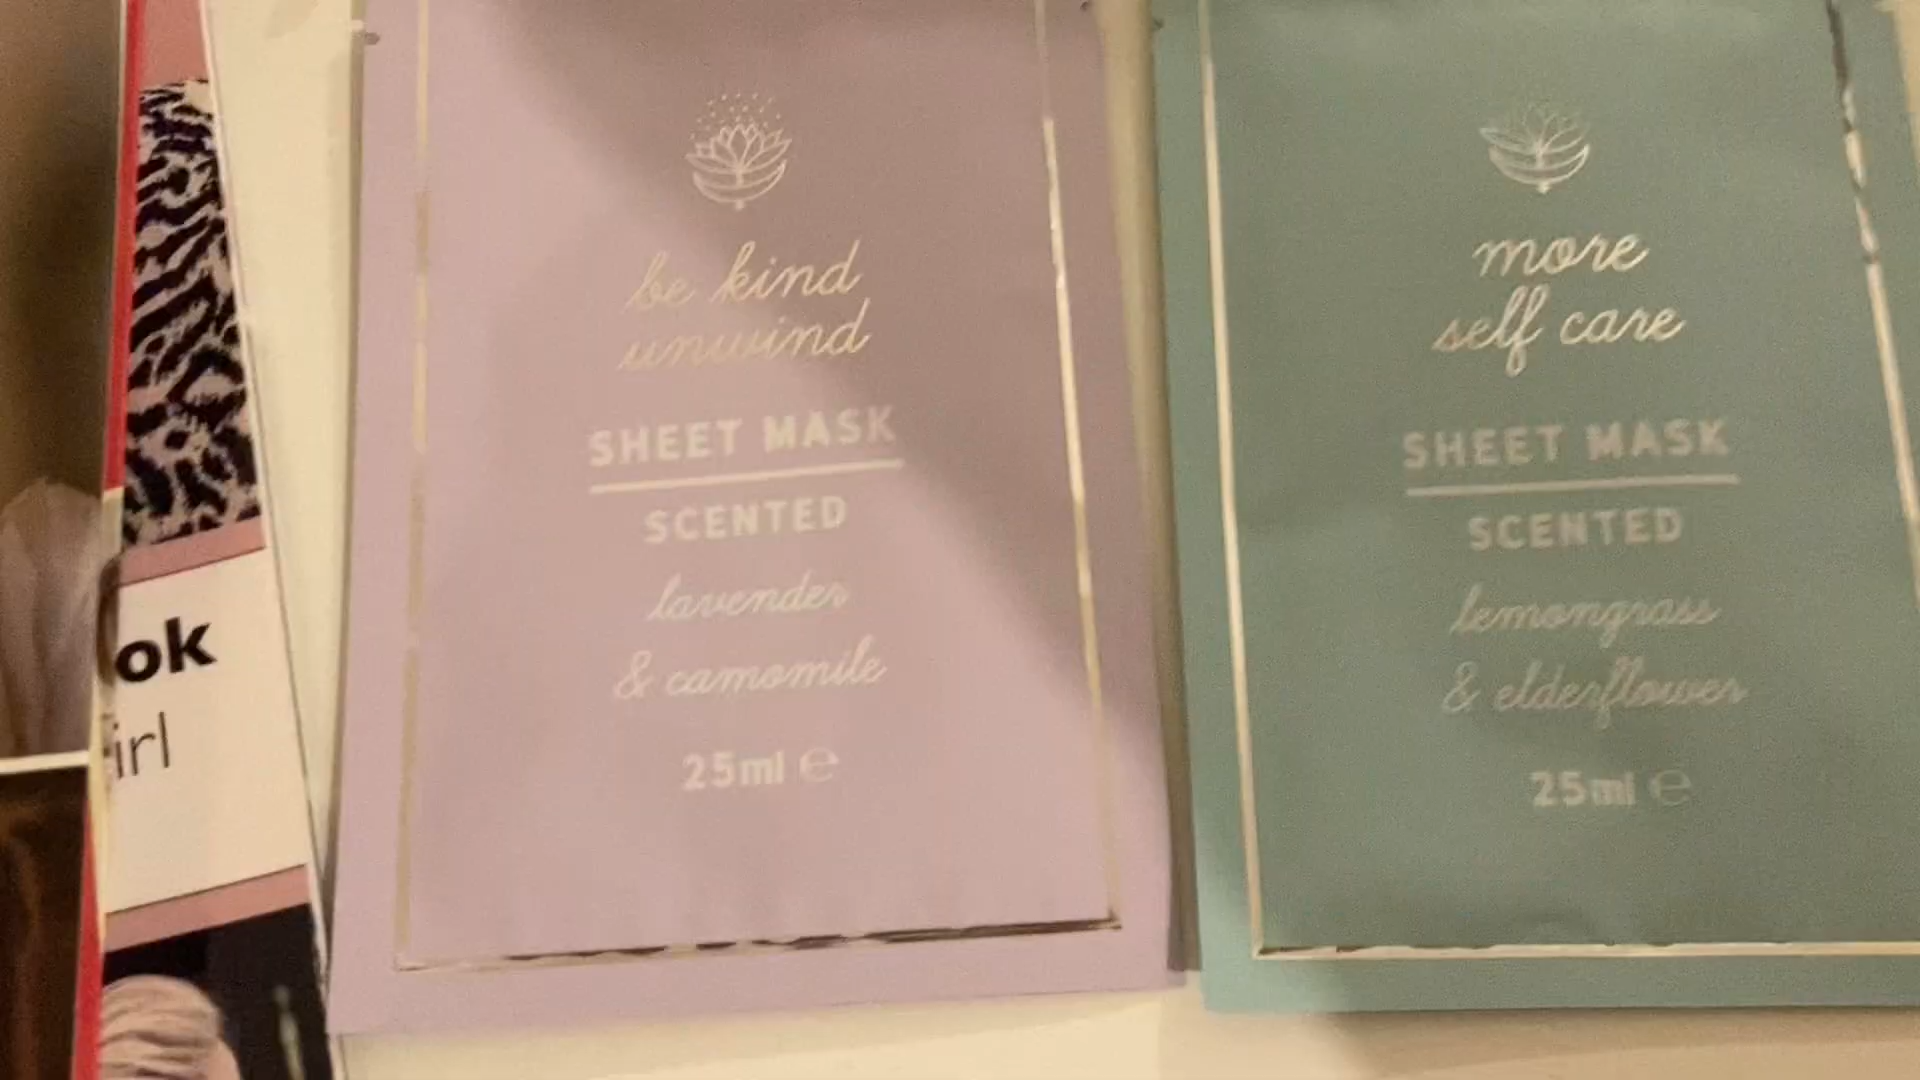 ok
irl
be kind
unwind
SHEET MASK
SCENTED
lavender
& camomile
25ml ℮
more
self care
SHEET MASK
SCENTED
lemongrass
& elderflower
25ml ℮